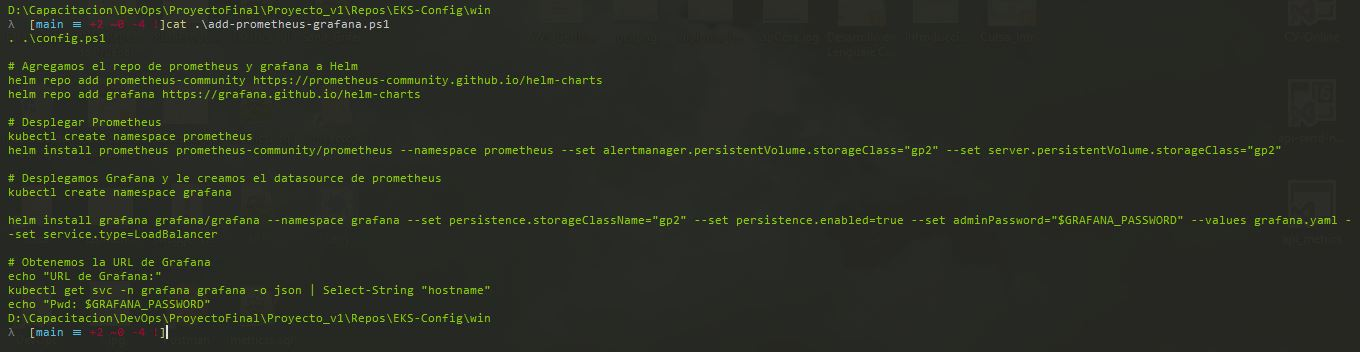 D:\Capacitacion\DevOps\ProyectoFinal\Proyecto_v1\Repos\EKS-Config\win
λ  [main ≡ +2 ~0 -4 !]cat .\add-prometheus-grafana.ps1
. .\config.ps1
# Agregamos el repo de prometheus y grafana a Helm
helm repo add prometheus-community https://prometheus-community.github.io/helm-charts
helm repo add grafana https://grafana.github.io/helm-charts
# Desplegar Prometheus
kubectl create namespace prometheus
helm install prometheus prometheus-community/prometheus --namespace prometheus --set alertmanager.persistentVolume.storageClass="gp2" --set server.persistentVolume.storageClass="gp2"
# Desplegamos Grafana y le creamos el datasource de prometheus
kubectl create namespace grafana
helm install grafana grafana/grafana --namespace grafana --set persistence.storageClassName="gp2" --set persistence.enabled=true --set adminPassword="$GRAFANA_PASSWORD" --values grafana.yaml -
-set service.type=LoadBalancer
# Obtenemos la URL de Grafana
echo "URL de Grafana:"
kubectl get svc -n grafana grafana -o json | Select-String "hostname"
echo "Pwd: $GRAFANA_PASSWORD"
D:\Capacitacion\DevOps\ProyectoFinal\Proyecto_v1\Repos\EKS-Config\win
λ  [main ≡ +2 ~0 -4 !]